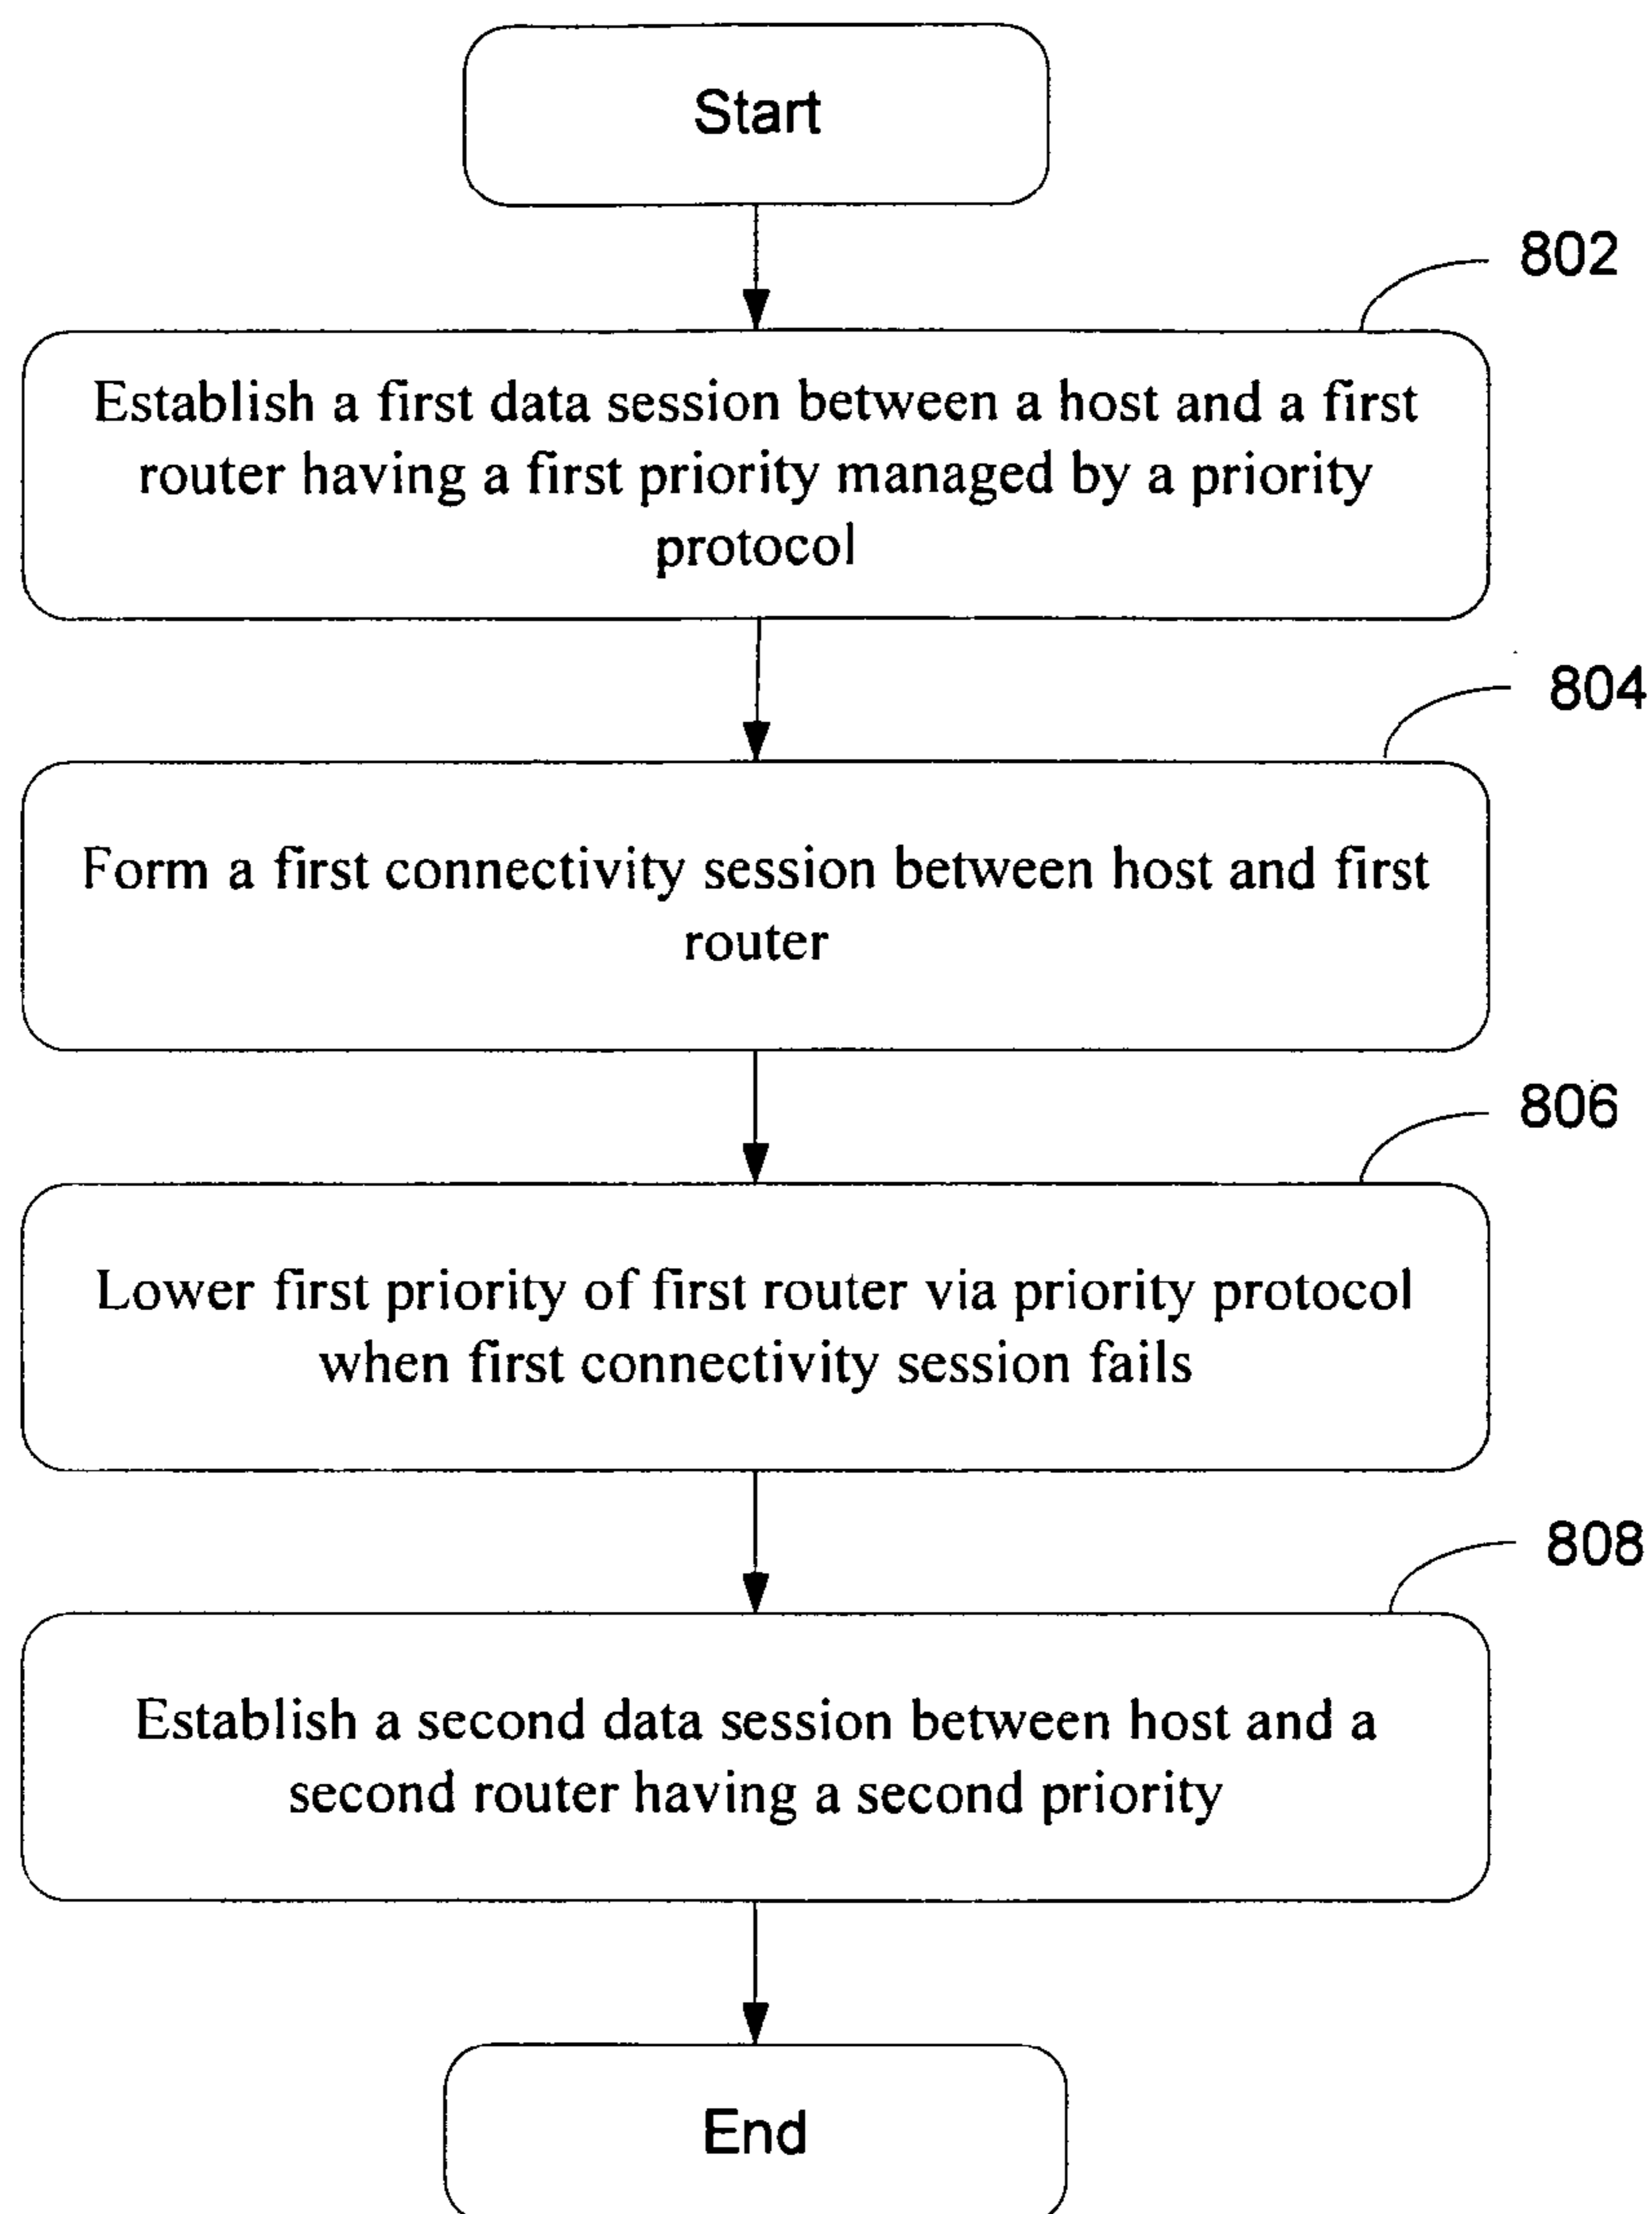 Start
802
Establish a first data session between a host and a first
router having a first priority managed by a priority
protocol
804
Form a first connectivity session between host and first
router
806
Lower first priority of first router via priority protocol
when first connectivity session fails
808
Establish a second data session between host and a
second router having a second priority
End